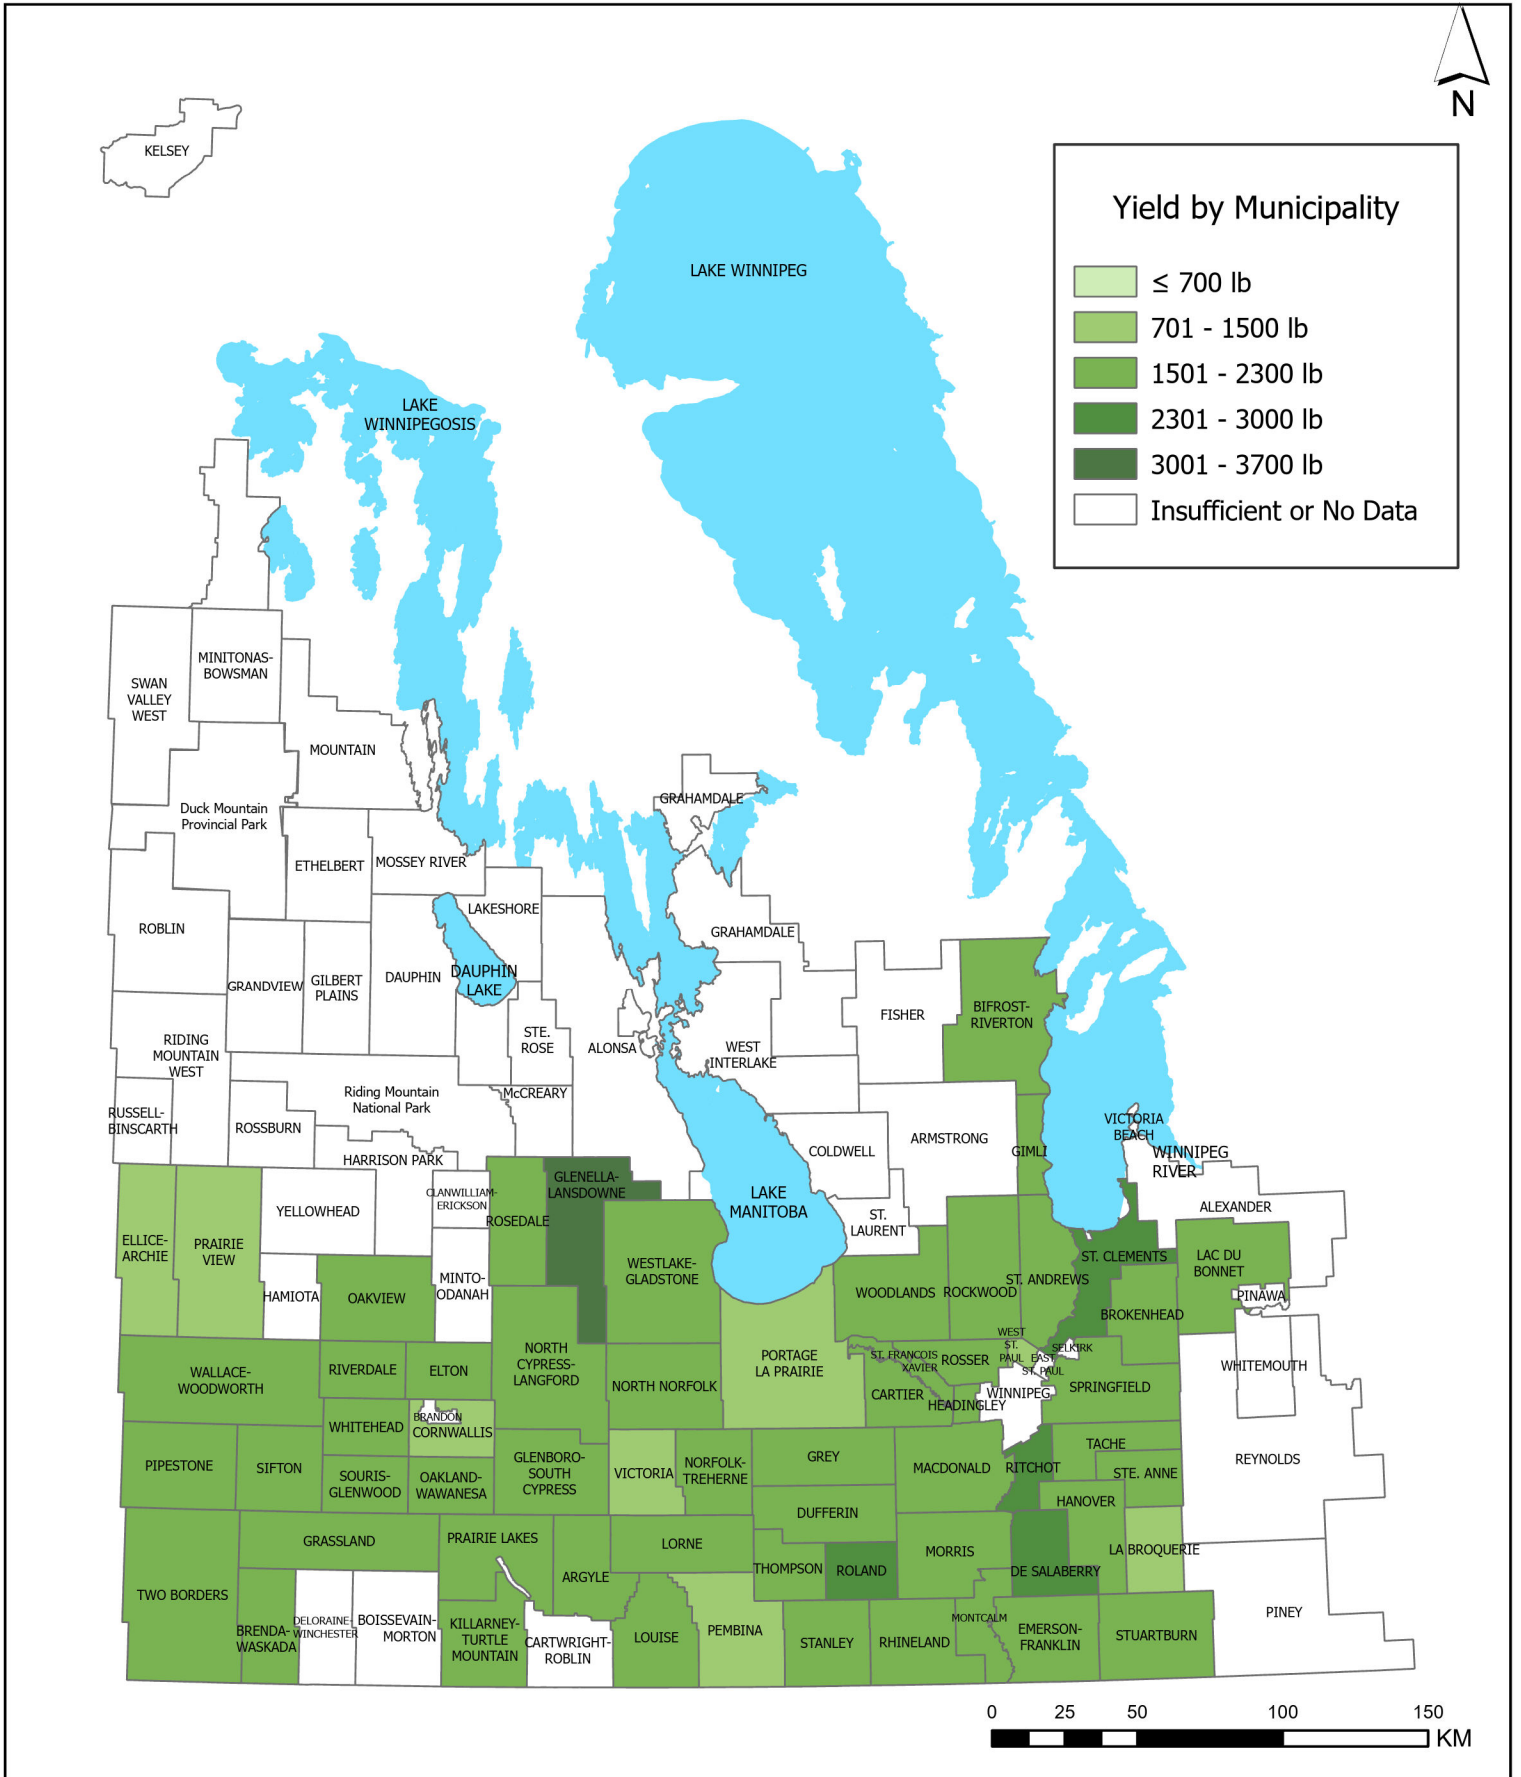 N
KELSEY
Yield by Municipality
≤ 700 lb
701 - 1500 lb
1501 - 2300 lb
2301 - 3000 lb
3001 - 3700 lb
Insufficient or No Data
LAKE WINNIPEG
LAKE
WINNIPEGOSIS
MINITONAS-
BOWSMAN
SWAN
VALLEY
WEST
MOUNTAIN
Duck Mountain
Provincial Park
GRAHAMDALE
ETHELBERT
MOSSEY RIVER
ROBLIN
LAKESHORE
GRAHAMDALE
GRANDVIEW
GILBERT
PLAINS
DAUPHIN
DAUPHIN
LAKE
FISHER
BIFROST-
RIVERTON
RIDING
MOUNTAIN
WEST
STE.
ROSE
ALONSA
WEST
INTERLAKE
Riding Mountain
National Park
McCREARY
RUSSELL-
BINSCARTH
ROSSBURN
HARRISON PARK
COLDWELL
ARMSTRONG
GIMLI
VICTORIA
BEACH
WINNIPEG
RIVER
ALEXANDER
GLENELLA-
LANSDOWNE
CLANWILLIAM-
ERICKSON
YELLOWHEAD
ROSEDALE
LAKE
MANITOBA
ST.
LAURENT
ELLICE-
ARCHIE
PRAIRIE
VIEW
WESTLAKE-
GLADSTONE
ST. CLEMENTS
LAC DU
BONNET
HAMIOTA
OAKVIEW
MINTO-
ODANAH
WOODLANDS
ROCKWOOD
ST. ANDREWS
PINAWA
BROKENHEAD
WALLACE-
WOODWORTH
RIVERDALE
ELTON
NORTH
CYPRESS-
LANGFORD
NORTH NORFOLK
PORTAGE
LA PRAIRIE
ST. FRANCOIS
XAVIER
ROSSER
WEST
ST.
PAUL
EAST
ST. PAUL
SELKIRK
WHITEMOUTH
CARTIER
HEADINGLEY
WINNIPEG
SPRINGFIELD
WHITEHEAD
BRANDON
CORNWALLIS
PIPESTONE
SIFTON
SOURIS-
GLENWOOD
OAKLAND-
WAWANESA
GLENBORO-
SOUTH
CYPRESS
VICTORIA
NORFOLK-
TREHERNE
GREY
MACDONALD
RITCHOT
TACHE
STE. ANNE
REYNOLDS
HANOVER
DUFFERIN
GRASSLAND
PRAIRIE LAKES
LORNE
MORRIS
LA BROQUERIE
TWO BORDERS
ARGYLE
THOMPSON
ROLAND
DE SALABERRY
BRENDA-
WASKADA
DELORAINE-
WINCHESTER
BOISSEVAIN-
MORTON
KILLARNEY-
TURTLE
MOUNTAIN
CARTWRIGHT-
ROBLIN
LOUISE
PEMBINA
STANLEY
RHINELAND
MONTCALM
EMERSON-
FRANKLIN
STUARTBURN
PINEY
0 25 50 100 150
KM